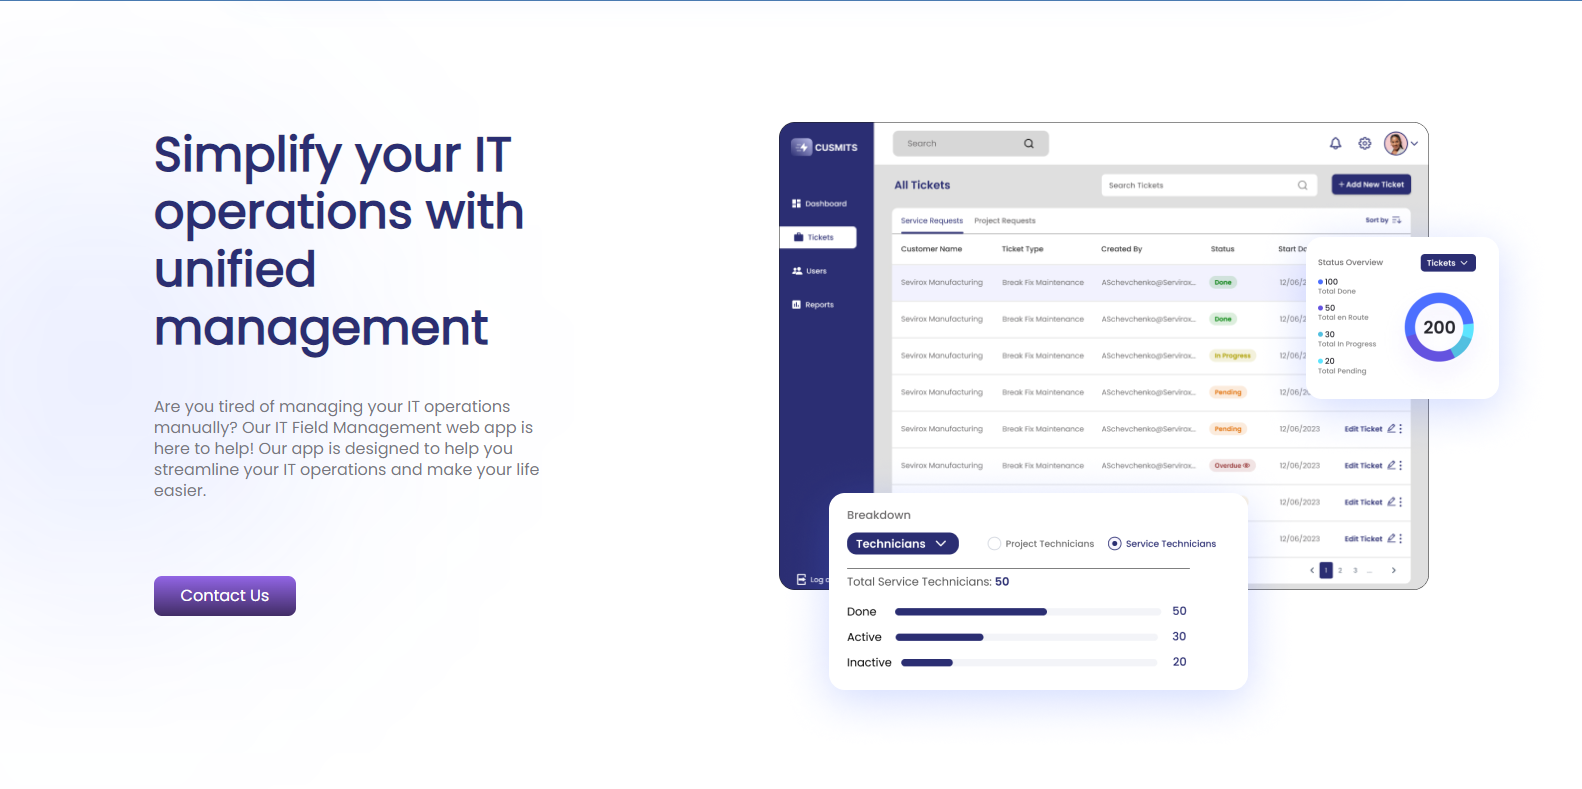 Simplify your IT
operations with
unified
management
Are you tired of managing your IT operations
manually? Our IT Field Management web app is
here to help! Our app is designed to help you
streamline your IT operations and make your life
easier.
Contact Us
CUSMITS
Dashboard
Tickets
Users
Reports
Log
Search
All Tickets
Search Tickets
+ Add New Ticket
Service Requests Project Requests Sort by
Customer Name Ticket Type Created By Status Start
Sevirox Manufacturing Break Fix Maintenance ASchevchenko@Servirox... Done 12/06/2
Sevirox Manufacturing Break Fix Maintenance ASchevchenko@Servirox... Done 12/06/2
Sevirox Manufacturing Break Fix Maintenance ASchevchenko@Servirox... In Progress 12/06/2
Sevirox Manufacturing Break Fix Maintenance ASchevchenko@Servirox... Pending 12/06/20
Sevirox Manufacturing Break Fix Maintenance ASchevchenko@Servirox... Pending 12/06/2023 Edit Ticket
Sevirox Manufacturing Break Fix Maintenance ASchevchenko@Servirox... Overdue 12/06/2023 Edit Ticket
12/06/2023 Edit Ticket
12/06/2023 Edit Ticket
< 1 2 3 ... >
Status Overview Tickets
100
Total Done
50
Total en Route
30
Total In Progress
20
Total Pending
200
Breakdown
Technicians Project Technicians Service Technicians
Total Service Technicians: 50
Done 50
Active 30
Inactive 20